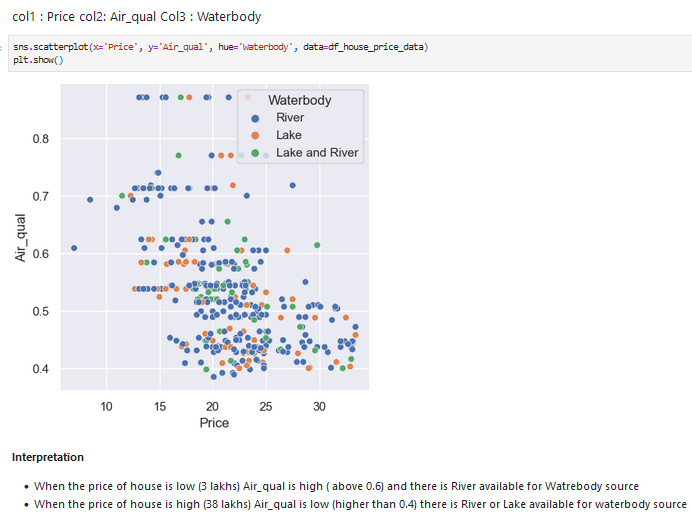 col1 : Price col2: Air_qual Col3 : Waterbody
sns.scatterplot(x='Price', y='Air_qual', hue='Waterbody', data=df_house_price_data)
plt.show()
Waterbody
River
Lake
Lake and River
0.8
0.7
0.6
0.5
0.4
Air_qual
10 15 20 25 30
Price
Interpretation
• When the price of house is low (3 lakhs) Air_qual is high ( above 0.6) and there is River available for Watrebody source
• When the price of house is high (38 lakhs) Air_qual is low (higher than 0.4) there is River or Lake available for waterbody source